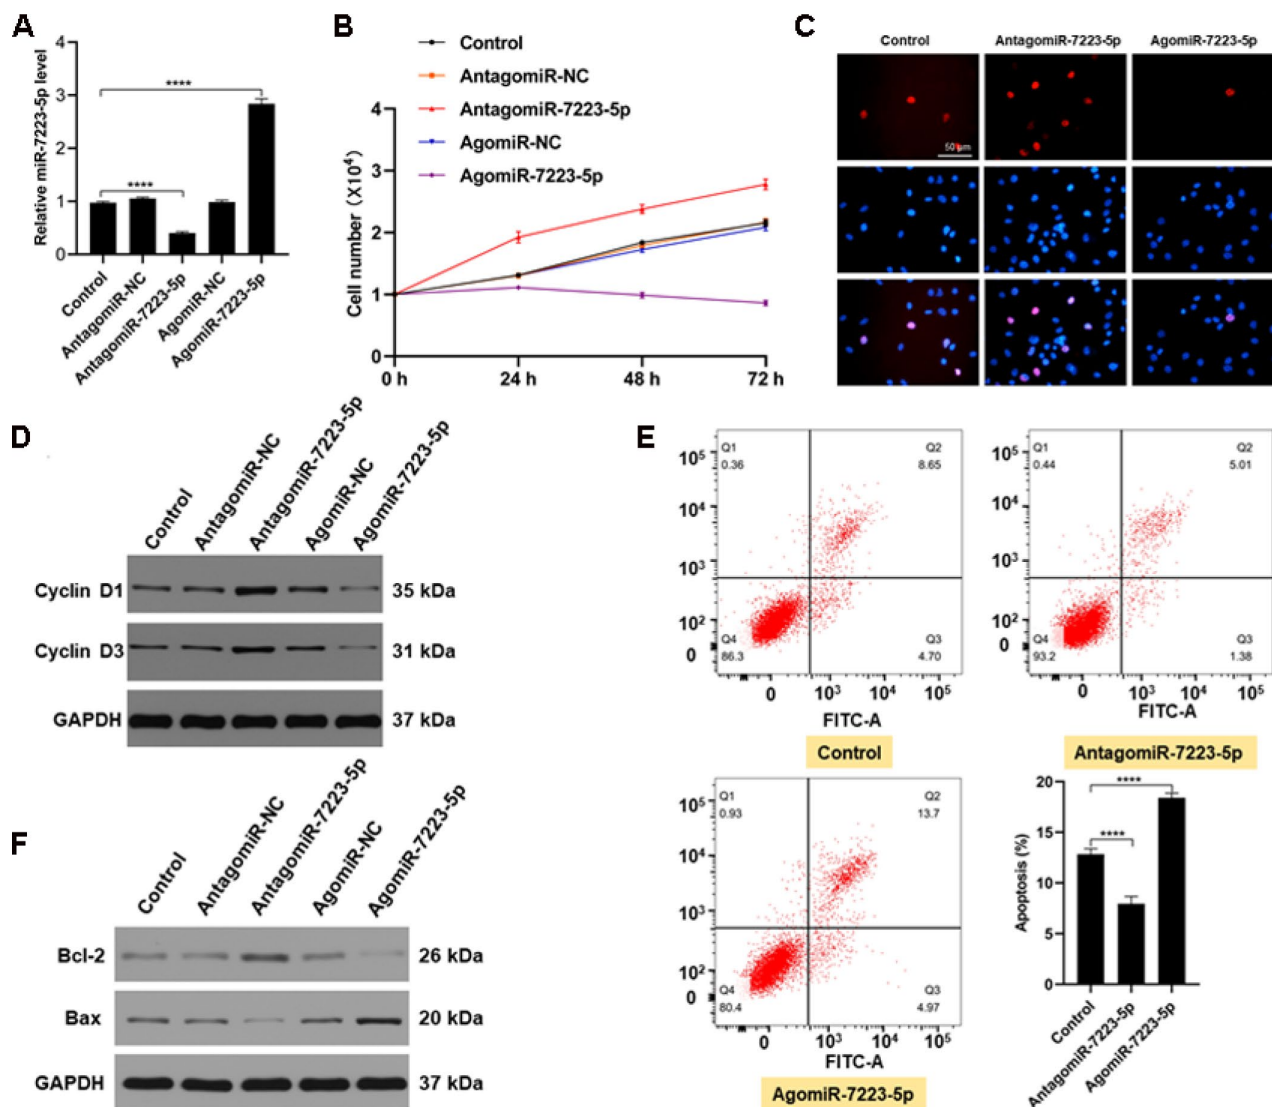 A
Relative miR-7223-5p level
4
3
2
1
0
****
****
Control
AntagomiR-NC
AntagomiR-7223-5p
AgomiR-NC
AgomiR-7223-5p
B
Control
AntagomiR-NC
AntagomiR-7223-5p
AgomiR-NC
AgomiR-7223-5p
Cell number (X10⁴)
4
3
2
1
0
0 h
24 h
48 h
72 h
C
Control
AntagomiR-7223-5p
AgomiR-7223-5p
50 μm
D
Control
AntagomiR-NC
AntagomiR-7223-5p
AgomiR-NC
AgomiR-7223-5p
Cyclin D1
35 kDa
Cyclin D3
31 kDa
GAPDH
37 kDa
E
Q1
0.36
Q2
8.65
Q4
86.3
Q3
4.70
10⁵
10⁴
10³
10²
0
0
10³
10⁴
10⁵
FITC-A
Control
Q1
0.44
Q2
5.01
Q4
93.2
Q3
1.38
10⁵
10⁴
10³
10²
0
0
10³
10⁴
10⁵
FITC-A
AntagomiR-7223-5p
Q1
0.93
Q2
13.7
Q4
80.4
Q3
4.97
10⁵
10⁴
10³
10²
0
0
10³
10⁴
10⁵
FITC-A
AgomiR-7223-5p
Apoptosis (%)
20
15
10
5
0
****
****
Control
AntagomiR-7223-5p
AgomiR-7223-5p
F
Control
AntagomiR-NC
AntagomiR-7223-5p
AgomiR-NC
AgomiR-7223-5p
Bcl-2
26 kDa
Bax
20 kDa
GAPDH
37 kDa